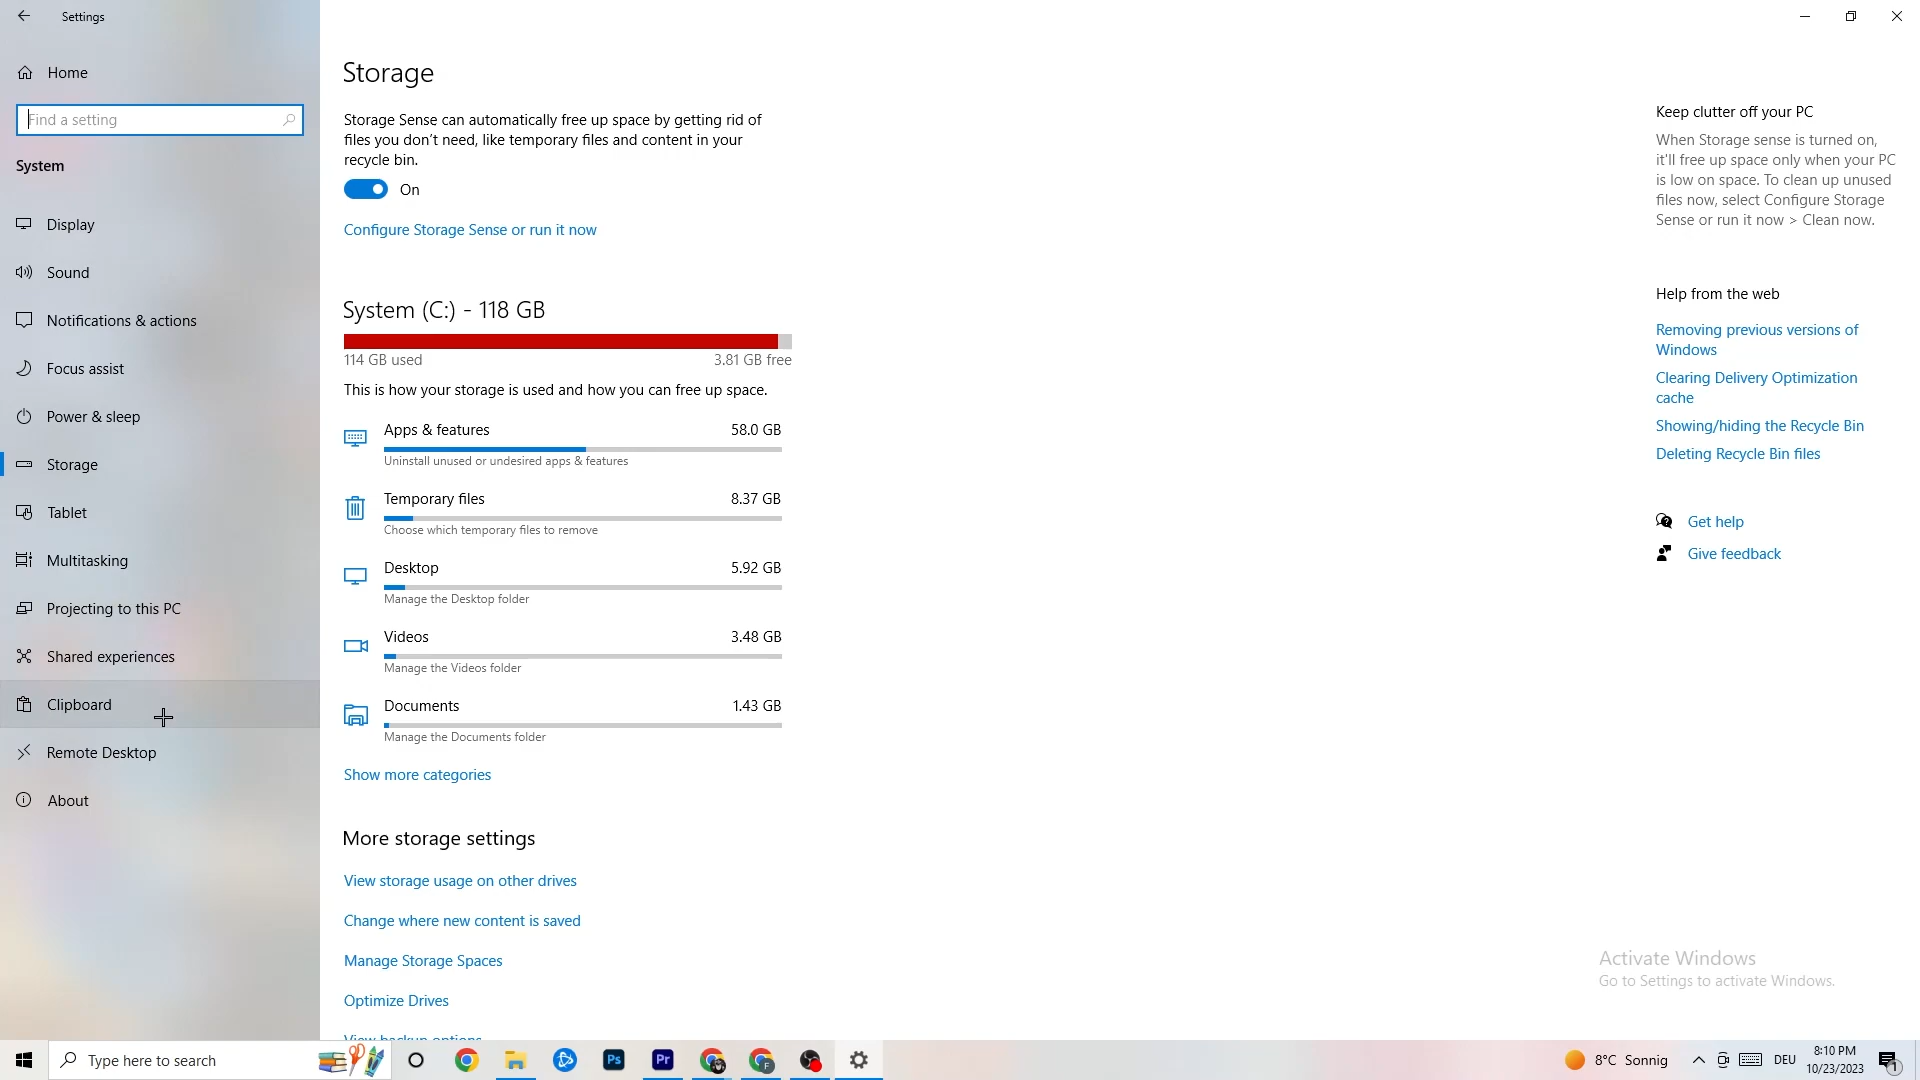 Settings
Home
Find a setting
System
Display
Sound
Notifications & actions
Focus assist
Power & sleep
Storage
Tablet
Multitasking
Projecting to this PC
Shared experiences
Clipboard
Remote Desktop
About
Storage
Storage Sense can automatically free up space by getting rid of
files you don't need, like temporary files and content in your
recycle bin.
On
Configure Storage Sense or run it now
System (C:) - 118 GB
114 GB used 3.81 GB free
This is how your storage is used and how you can free up space.
Apps & features 58.0 GB
Uninstall unused or undesired apps & features
Temporary files 8.37 GB
Choose which temporary files to remove
Desktop 5.92 GB
Manage the Desktop folder
Videos 3.48 GB
Manage the Videos folder
Documents 1.43 GB
Manage the Documents folder
Show more categories
More storage settings
View storage usage on other drives
Change where new content is saved
Manage Storage Spaces
Optimize Drives
View backup options
Keep clutter off your PC
When Storage sense is turned on,
it'll free up space only when your PC
is low on space. To clean up unused
files now, select Configure Storage
Sense or run it now > Clean now.
Help from the web
Removing previous versions of
Windows
Clearing Delivery Optimization
cache
Showing/hiding the Recycle Bin
Deleting Recycle Bin files
Get help
Give feedback
Activate Windows
Go to Settings to activate Windows.
Type here to search
Ps
Pr
F
8°C Sonnig
DEU
8:10 PM
10/23/2023
1